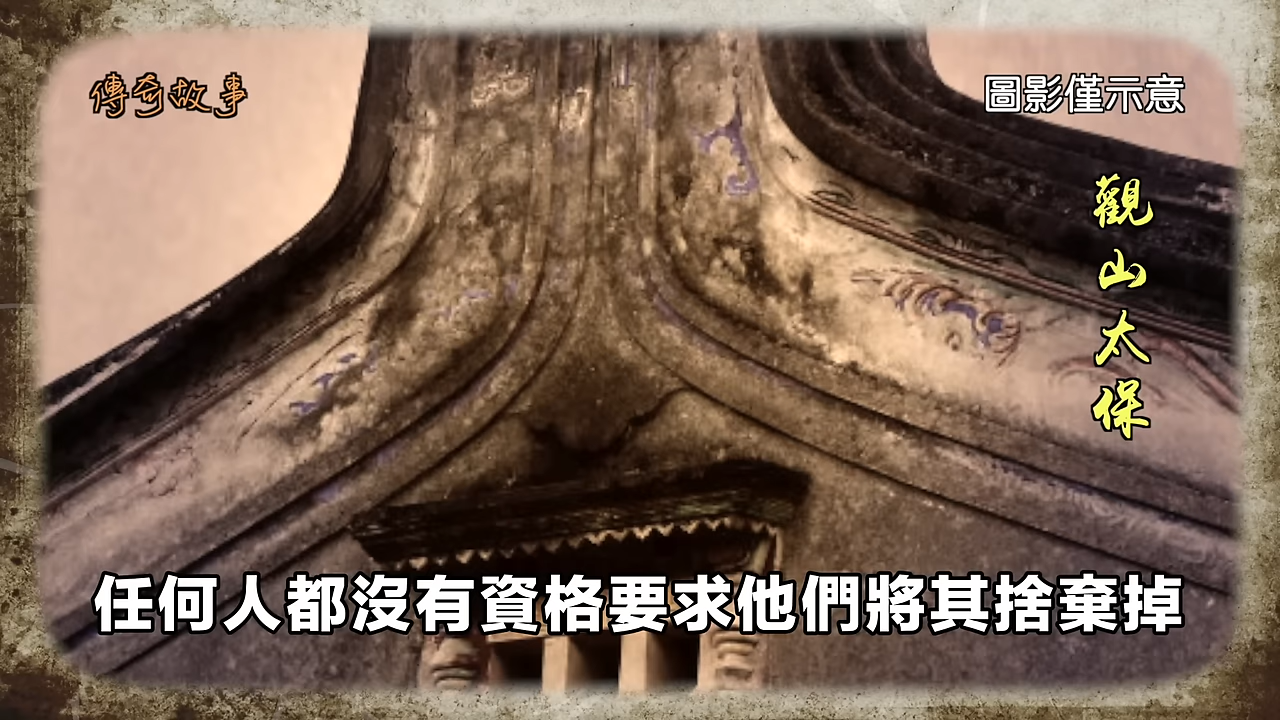 傳奇故事
圖影僅示意
觀山太保
任何人都沒有資格要求他們將其捨棄掉